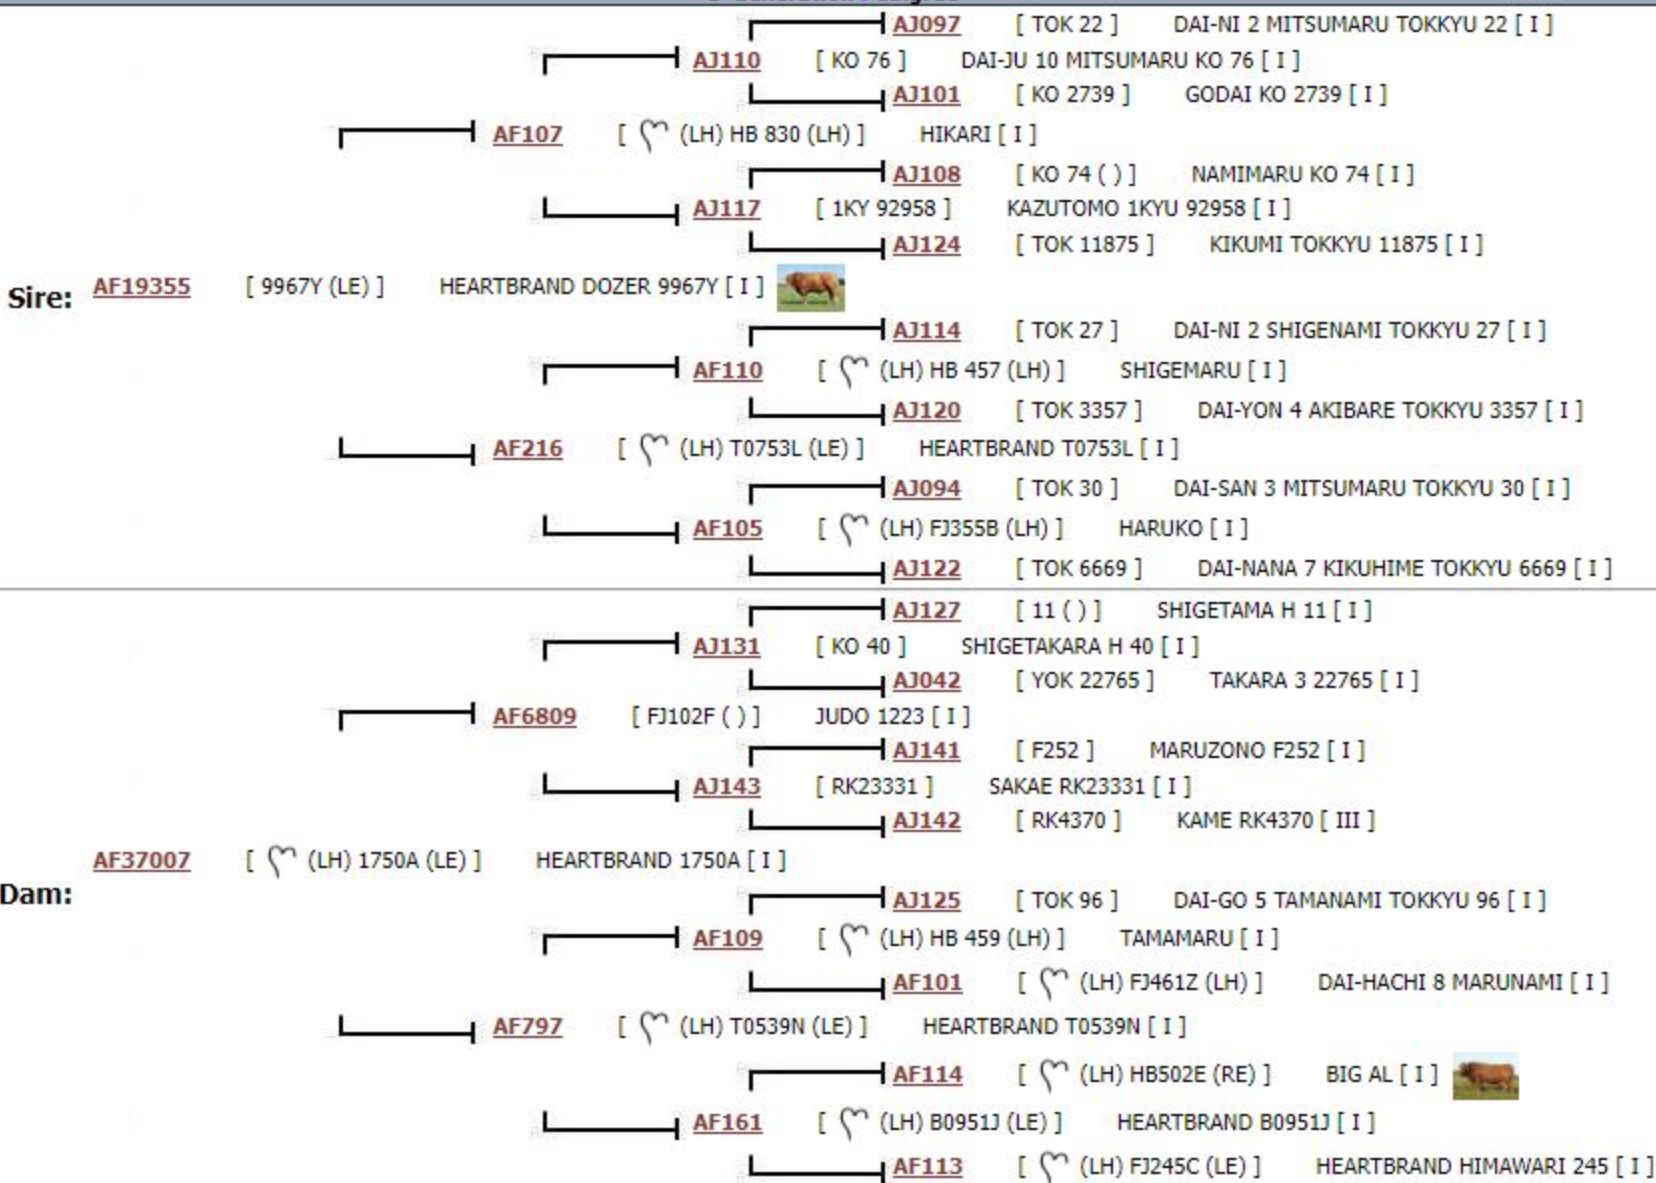 AJ097 [ TOK 22 ] DAI-NI 2 MITSUMARU TOKKYU 22 [ I ]
AJ110 [ KO 76 ] DAI-JU 10 MITSUMARU KO 76 [ I ]
AJ101 [ KO 2739 ] GODAI KO 2739 [ I ]
AF107 [ (LH) HB 830 (LH) ] HIKARI [ I ]
AJ108 [ KO 74 ( ) ] NAMIMARU KO 74 [ I ]
AJ117 [ 1KY 92958 ] KAZUTOMO 1KYU 92958 [ I ]
AJ124 [ TOK 11875 ] KIKUMI TOKKYU 11875 [ I ]
Sire: AF19355 [ 9967Y (LE) ] HEARTBRAND DOZER 9967Y [ I ]
AJ114 [ TOK 27 ] DAI-NI 2 SHIGENAMI TOKKYU 27 [ I ]
AF110 [ (LH) HB 457 (LH) ] SHIGEMARU [ I ]
AJ120 [ TOK 3357 ] DAI-YON 4 AKIBARE TOKKYU 3357 [ I ]
AF216 [ (LH) T0753L (LE) ] HEARTBRAND T0753L [ I ]
AJ094 [ TOK 30 ] DAI-SAN 3 MITSUMARU TOKKYU 30 [ I ]
AF105 [ (LH) FJ355B (LH) ] HARUKO [ I ]
AJ122 [ TOK 6669 ] DAI-NANA 7 KIKUHIME TOKKYU 6669 [ I ]
AJ127 [ 11 ( ) ] SHIGETAMA H 11 [ I ]
AJ131 [ KO 40 ] SHIGETAKARA H 40 [ I ]
AJ042 [ YOK 22765 ] TAKARA 3 22765 [ I ]
AF6809 [ FJ102F ( ) ] JUDO 1223 [ I ]
AJ141 [ F252 ] MARUZONO F252 [ I ]
AJ143 [ RK23331 ] SAKAE RK23331 [ I ]
AJ142 [ RK4370 ] KAME RK4370 [ III ]
AF37007 [ (LH) 1750A (LE) ] HEARTBRAND 1750A [ I ]
Dam:
AJ125 [ TOK 96 ] DAI-GO 5 TAMANAMI TOKKYU 96 [ I ]
AF109 [ (LH) HB 459 (LH) ] TAMAMARU [ I ]
AF101 [ (LH) FJ461Z (LH) ] DAI-HACHI 8 MARUNAMI [ I ]
AF797 [ (LH) T0539N (LE) ] HEARTBRAND T0539N [ I ]
AF114 [ (LH) HB502E (RE) ] BIG AL [ I ]
AF161 [ (LH) B0951J (LE) ] HEARTBRAND B0951J [ I ]
AF113 [ (LH) FJ245C (LE) ] HEARTBRAND HIMAWARI 245 [ I ]